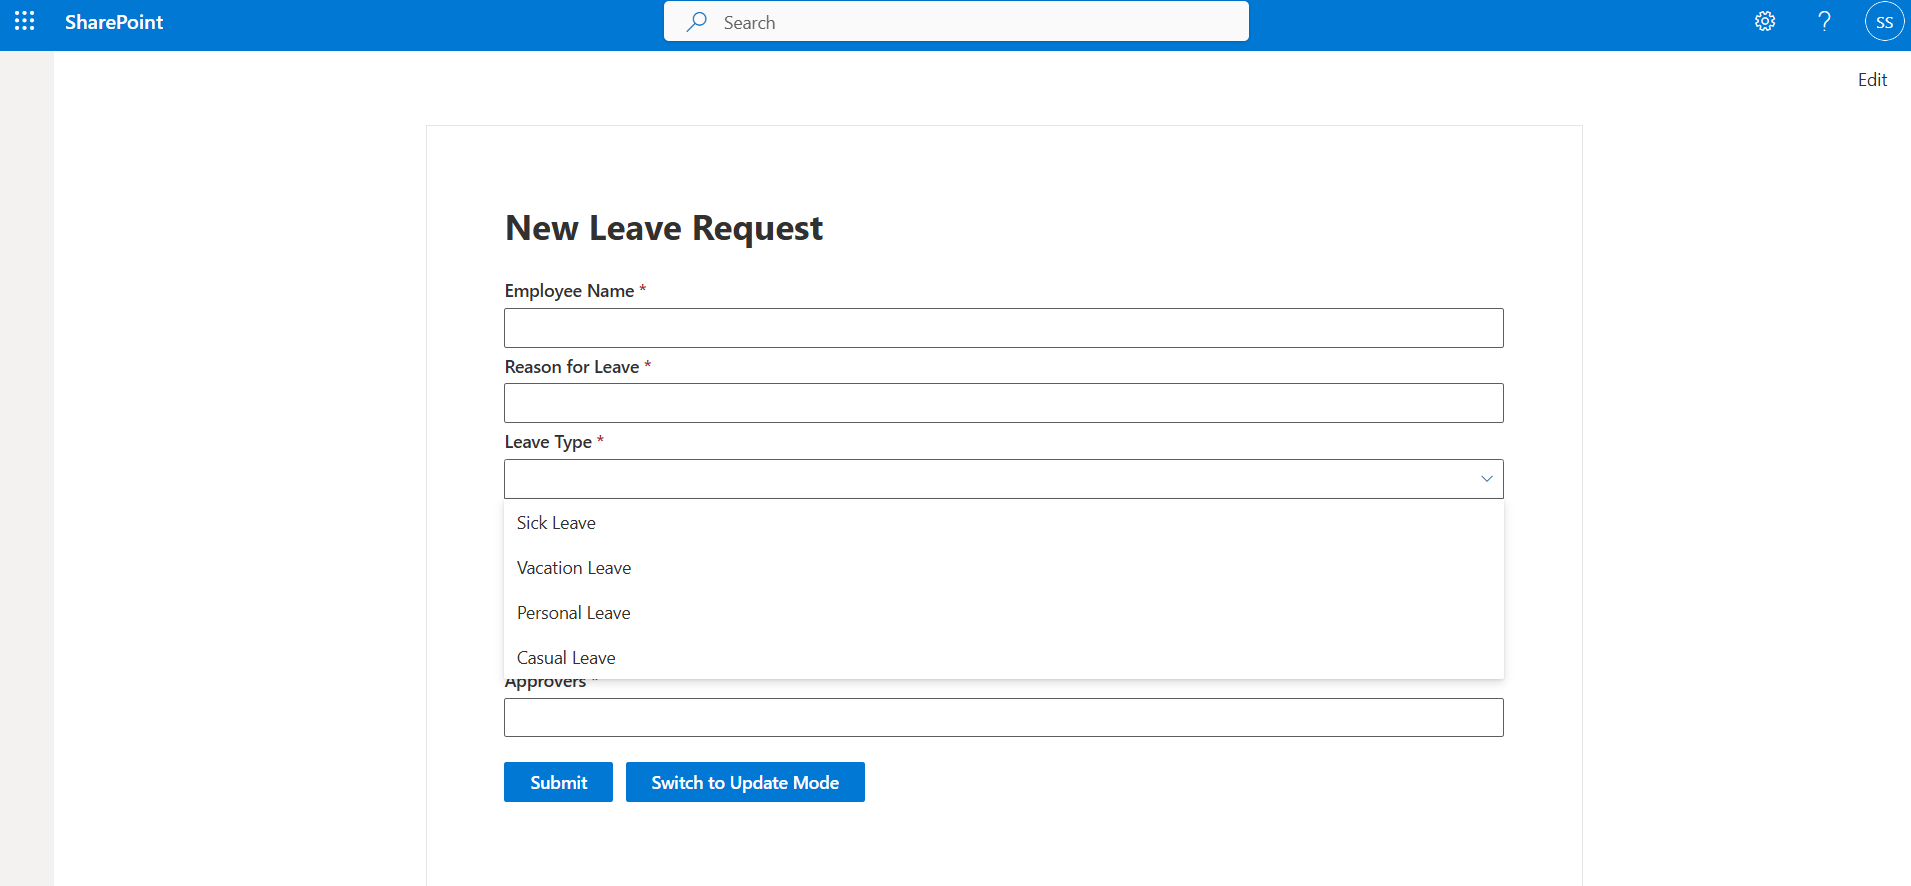 SharePoint
Search
SS
Edit
New Leave Request
Employee Name *
Reason for Leave *
Leave Type *
Sick Leave
Vacation Leave
Personal Leave
Casual Leave
Approvers *
Submit
Switch to Update Mode